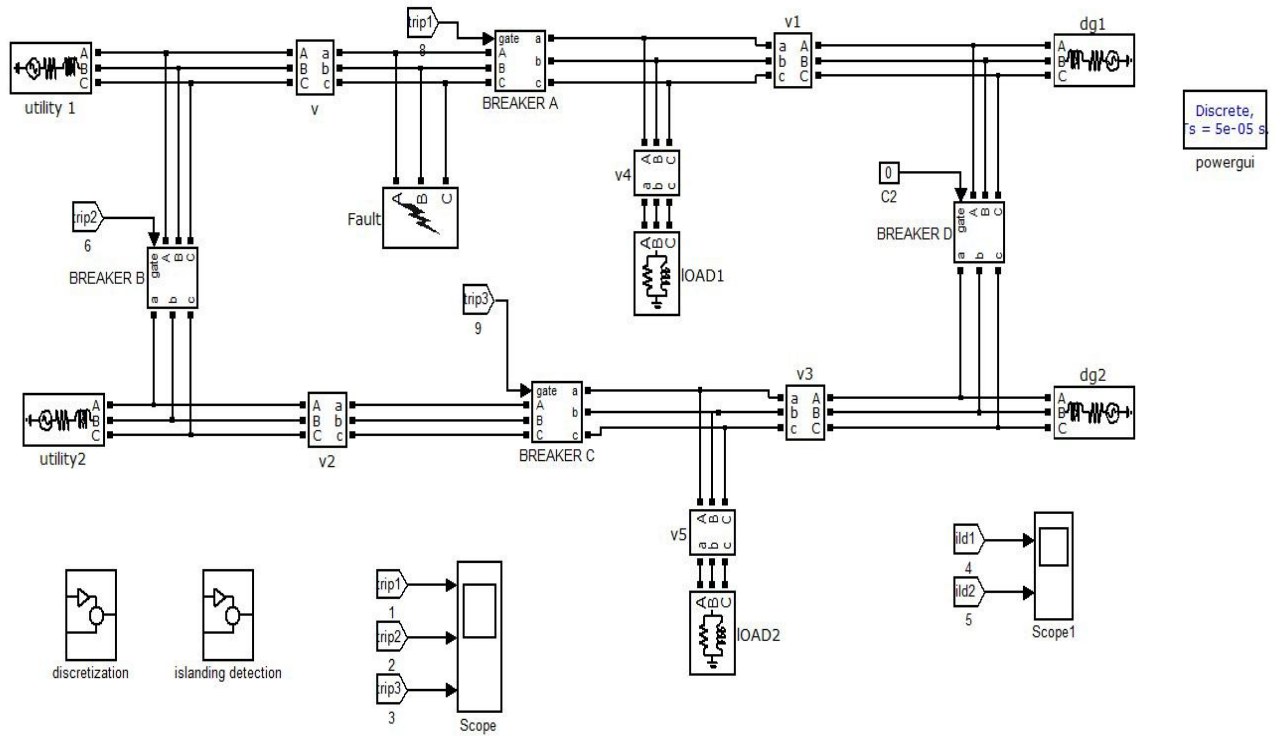 trip1
8
gate
A
B
C
a
b
c
BREAKER A
A
B
C
utility 1
A
B
C
a
b
c
v
v1
a
b
c
A
B
C
dg1
A
B
C
Discrete,
Ts = 5e-05 s.
powergui
A B C
Fault
v4
A B C
a b c
A B C
lOAD1
0
C2
gate A B C
BREAKER D
a b c
trip2
6
gate A B C
BREAKER B
a b c
trip3
9
gate
A
B
C
a
b
c
BREAKER C
A
B
C
utility2
A
B
C
a
b
c
v2
v3
a
b
c
A
B
C
A
B
C
dg2
v5
A B C
a b c
A B C
lOAD2
discretization
islanding detection
trip1
1
trip2
2
trip3
3
Scope
ild1
4
ild2
5
Scope1